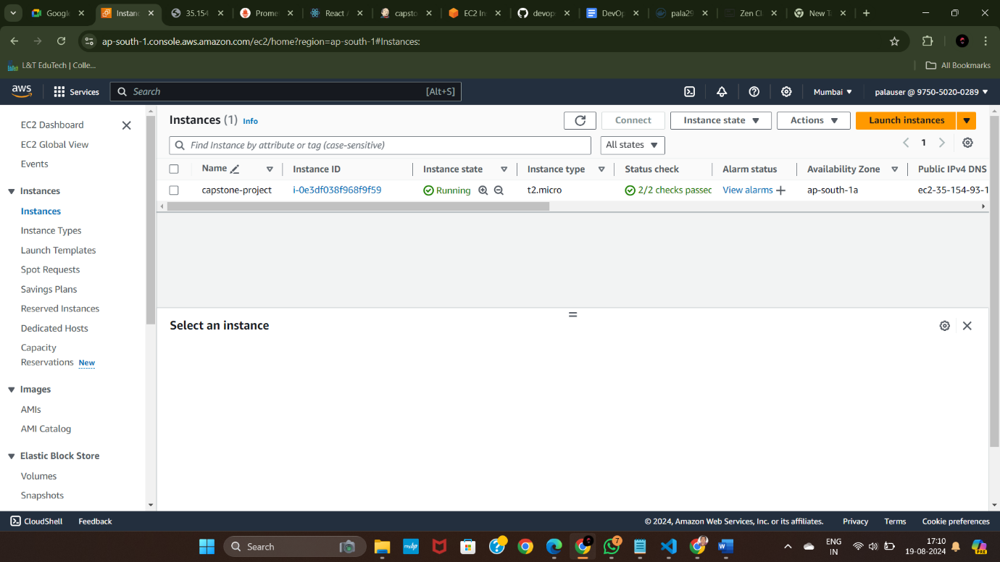 Google
Instanc
35.154
Prome
React A
capsto
EC2 Ins
devop
DevOp
pala29
Zen Cl
New T
ap-south-1.console.aws.amazon.com/ec2/home?region=ap-south-1#Instances:
L&T EduTech | Colle...
All Bookmarks
aws
Services
Search
[Alt+S]
Mumbai
palauser @ 9750-5020-0289
EC2 Dashboard
EC2 Global View
Events
Instances
Instances
Instance Types
Launch Templates
Spot Requests
Savings Plans
Reserved Instances
Dedicated Hosts
Capacity
Reservations New
Images
AMIs
AMI Catalog
Elastic Block Store
Volumes
Snapshots
Instances (1) Info
Connect
Instance state
Actions
Launch instances
Find Instance by attribute or tag (case-sensitive)
All states
1
Name Instance ID Instance state Instance type Status check Alarm status Availability Zone Public IPv4 DNS
capstone-project i-0e3df038f968f9f59 Running t2.micro 2/2 checks passed View alarms ap-south-1a ec2-35-154-93-1
Select an instance
CloudShell Feedback
© 2024, Amazon Web Services, Inc. or its affiliates. Privacy Terms Cookie preferences
Search
myhp
7
ENG
IN
17:10
19-08-2024
PRE